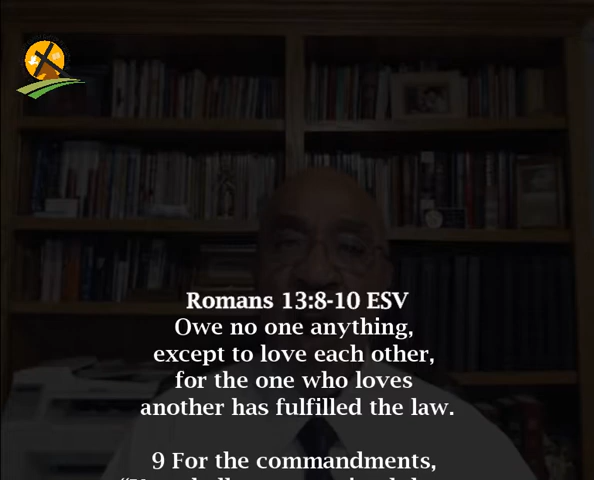 Romans 13:8-10 ESV
Owe no one anything,
except to love each other,
for the one who loves
another has fulfilled the law.
9 For the commandments,